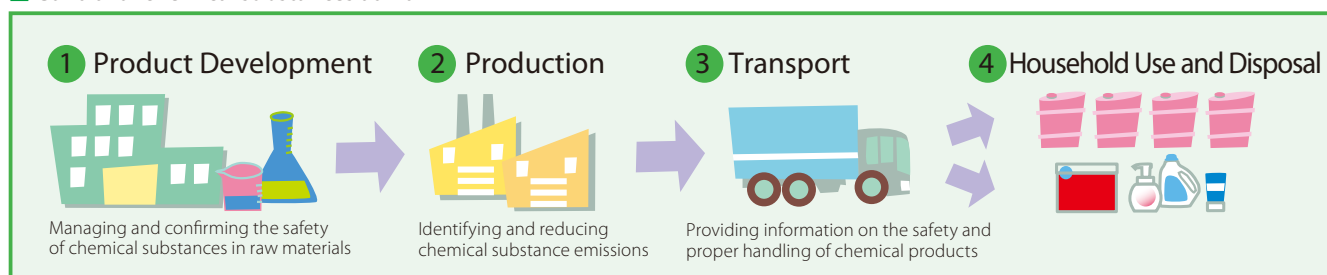 1 Product Development
Managing and confirming the safety
of chemical substances in raw materials
2 Production
Identifying and reducing
chemical substance emissions
3 Transport
Providing information on the safety and
proper handling of chemical products
4 Household Use and Disposal